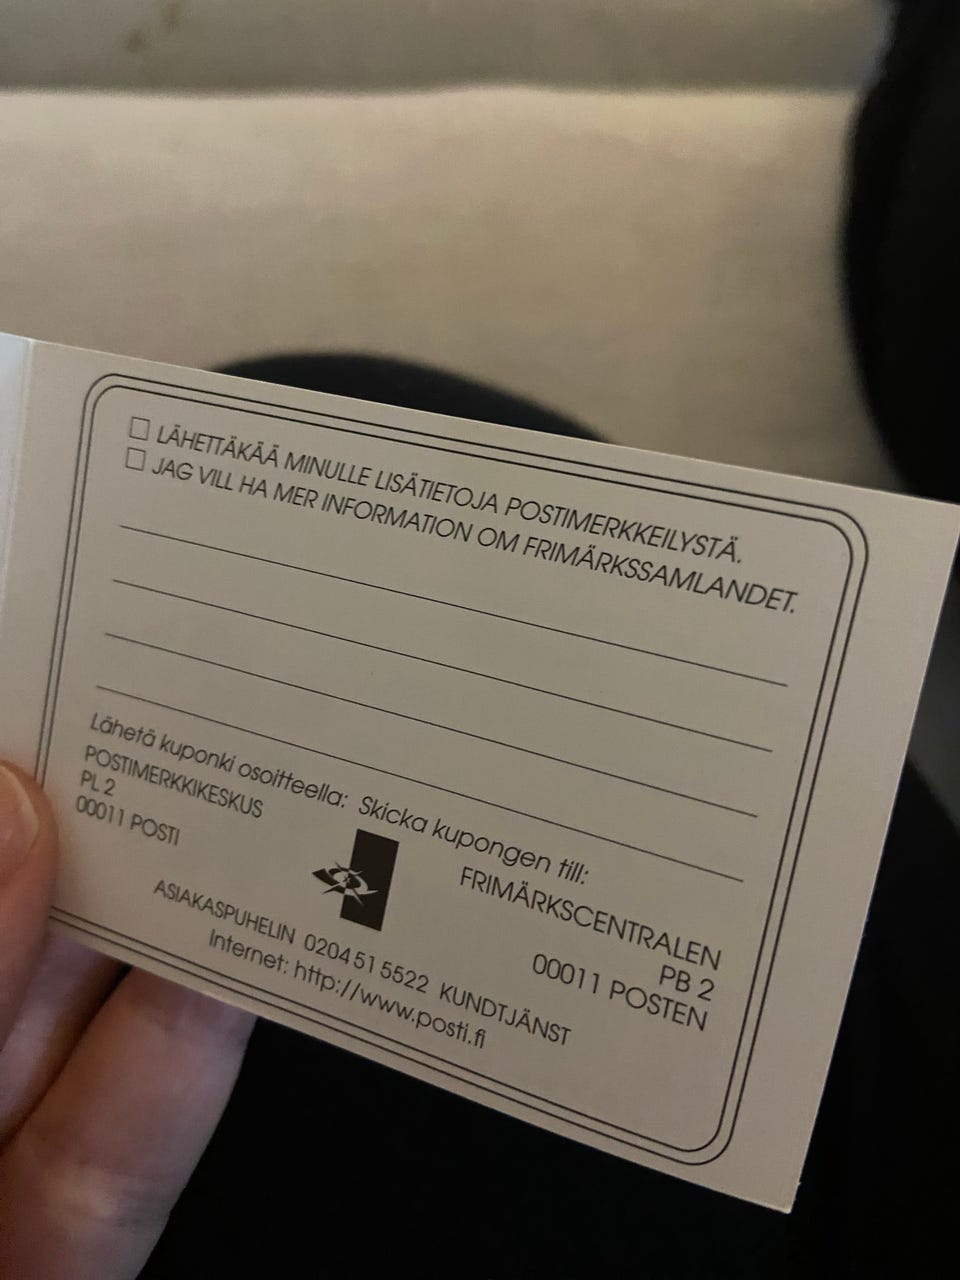 ☐ LÄHETTÄKÄÄ MINULLE LISÄTIETOJA POSTIMERKKEILYSTÄ.
☐ JAG VILL HA MER INFORMATION OM FRIMÄRKSSAMLANDET.
Lähetä kuponki osoitteella: Skicka kupongen till:
POSTIMERKKIKESKUS
PL 2
00011 POSTI
FRIMÄRKSCENTRALEN
PB 2
00011 POSTEN
ASIAKASPUHELIN 0204 51 5522 KUNDTJÄNST
Internet: http://www.posti.fi